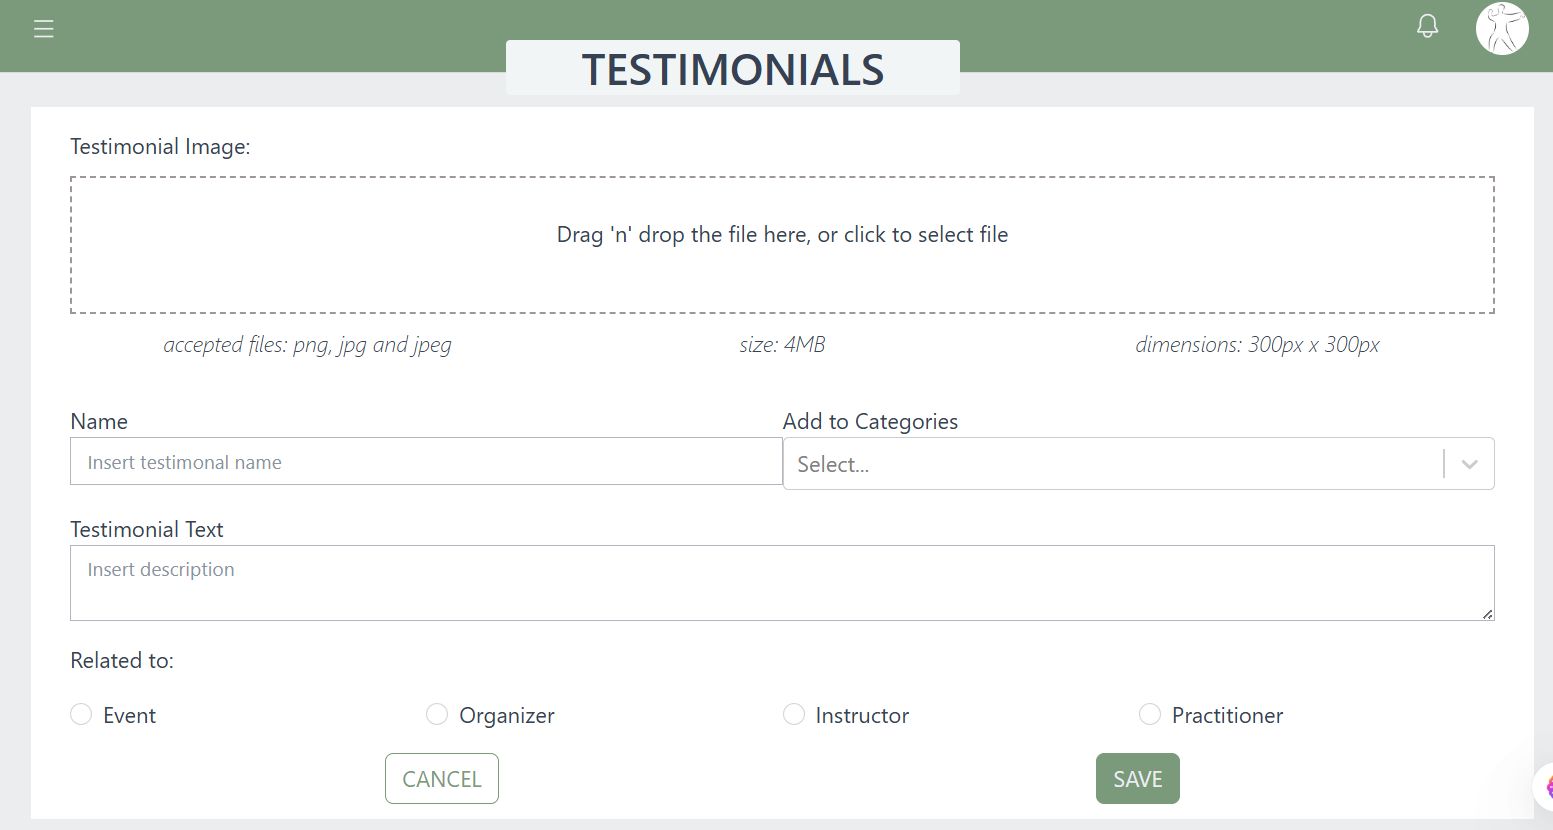 TESTIMONIALS
Testimonial Image:
Drag 'n' drop the file here, or click to select file
accepted files: png, jpg and jpeg size: 4MB dimensions: 300px x 300px
Name Add to Categories
Insert testimonal name Select...
Testimonial Text
Insert description
Related to:
Event Organizer Instructor Practitioner
CANCEL SAVE